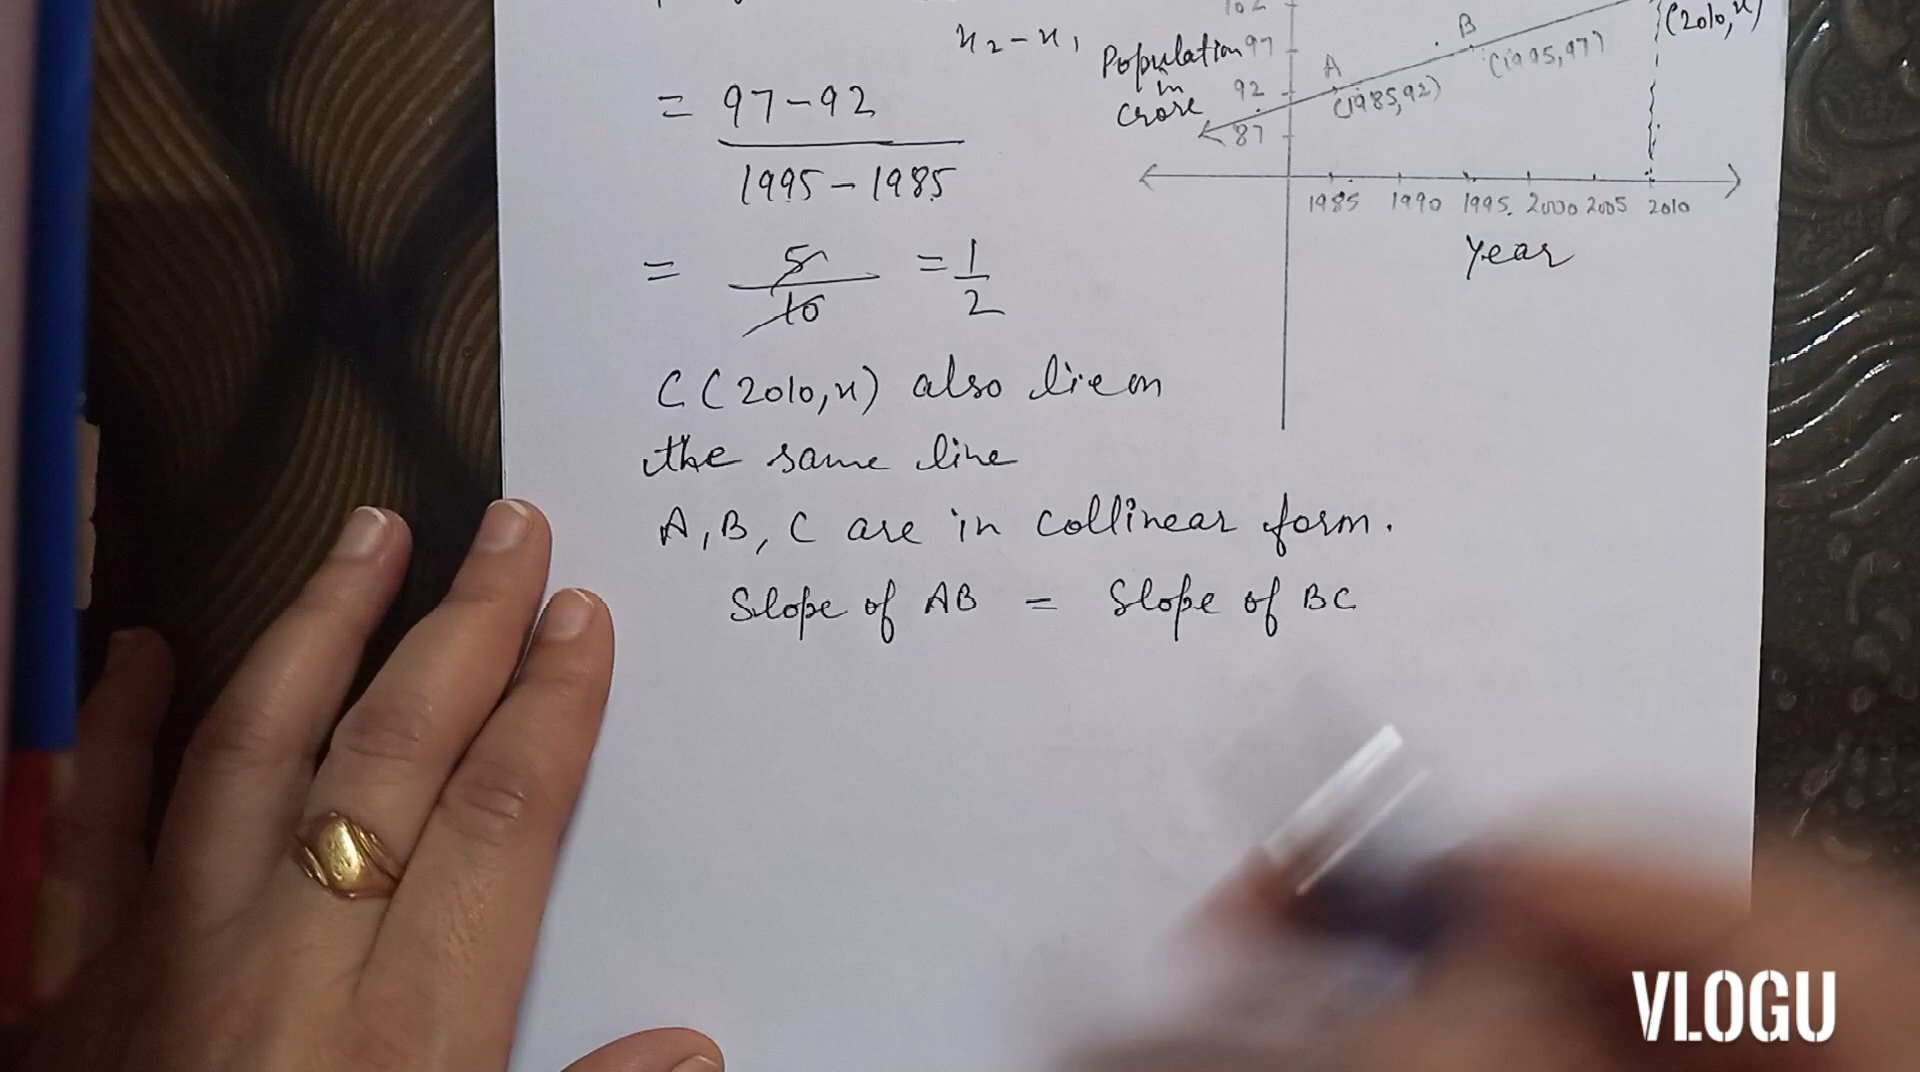 x₂ - x₁
= 97 - 92
1995 - 1985
= 5
10
= 1
2
C (2010, x) also lie on
the same line
A, B, C are in collinear form.
Slope of AB = Slope of BC
102
97
92
87
Population
in
crore
A
(1985, 92)
B
(1995, 97)
(2010, x)
1985 1990 1995 2000 2005 2010
Year
VLOGU